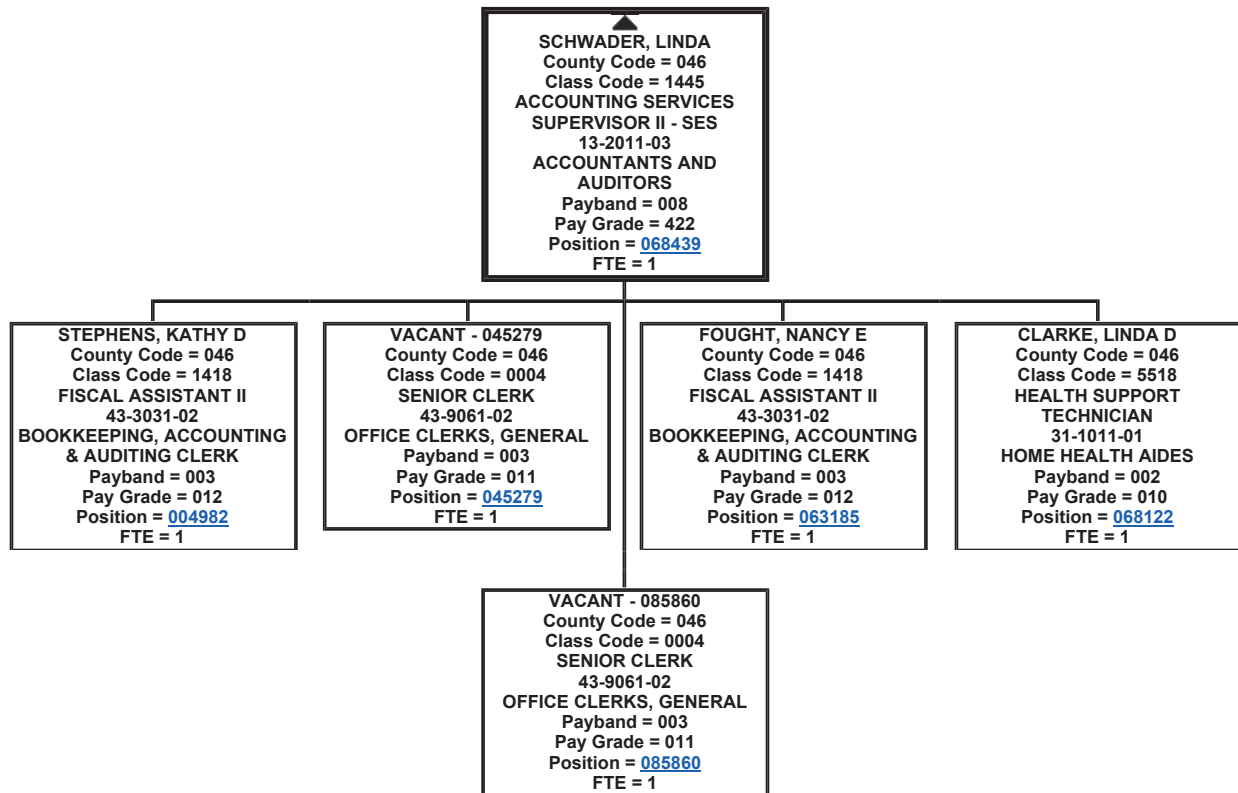 SCHWADER, LINDA
County Code = 046
Class Code = 1445
ACCOUNTING SERVICES
SUPERVISOR II - SES
13-2011-03
ACCOUNTANTS AND
AUDITORS
Payband = 008
Pay Grade = 422
Position = 068439
FTE = 1
STEPHENS, KATHY D
County Code = 046
Class Code = 1418
FISCAL ASSISTANT II
43-3031-02
BOOKKEEPING, ACCOUNTING
& AUDITING CLERK
Payband = 003
Pay Grade = 012
Position = 004982
FTE = 1
VACANT - 045279
County Code = 046
Class Code = 0004
SENIOR CLERK
43-9061-02
OFFICE CLERKS, GENERAL
Payband = 003
Pay Grade = 011
Position = 045279
FTE = 1
FOUGHT, NANCY E
County Code = 046
Class Code = 1418
FISCAL ASSISTANT II
43-3031-02
BOOKKEEPING, ACCOUNTING
& AUDITING CLERK
Payband = 003
Pay Grade = 012
Position = 063185
FTE = 1
CLARKE, LINDA D
County Code = 046
Class Code = 5518
HEALTH SUPPORT
TECHNICIAN
31-1011-01
HOME HEALTH AIDES
Payband = 002
Pay Grade = 010
Position = 068122
FTE = 1
VACANT - 085860
County Code = 046
Class Code = 0004
SENIOR CLERK
43-9061-02
OFFICE CLERKS, GENERAL
Payband = 003
Pay Grade = 011
Position = 085860
FTE = 1